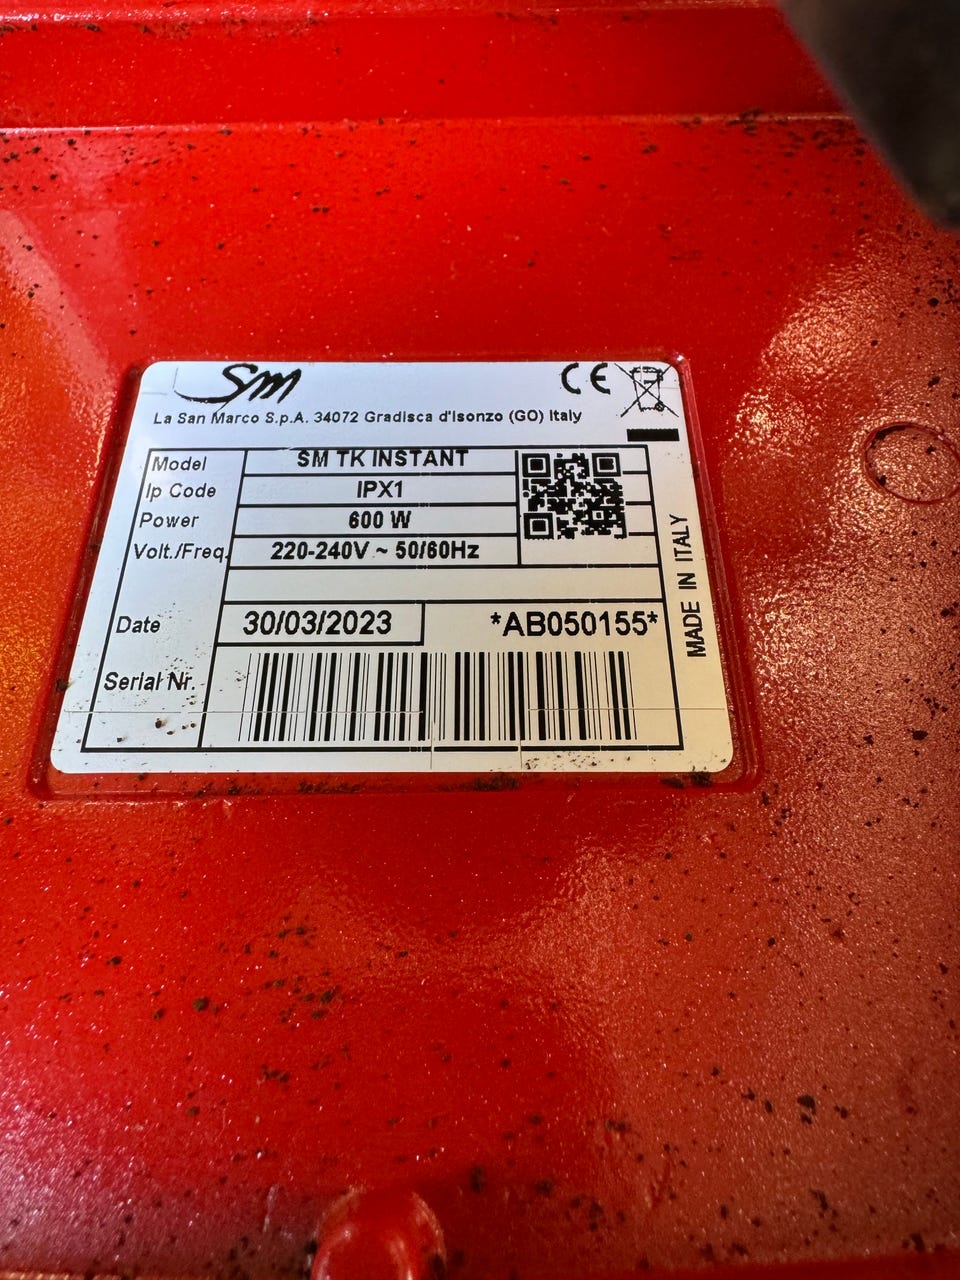 SM
La San Marco S.p.A. 34072 Gradisca d'Isonzo (GO) Italy
CE
Model SM TK INSTANT
Ip Code IPX1
Power 600 W
Volt./Freq. 220-240V ~ 50/60Hz
Date 30/03/2023 *AB050155*
Serial Nr.
MADE IN ITALY